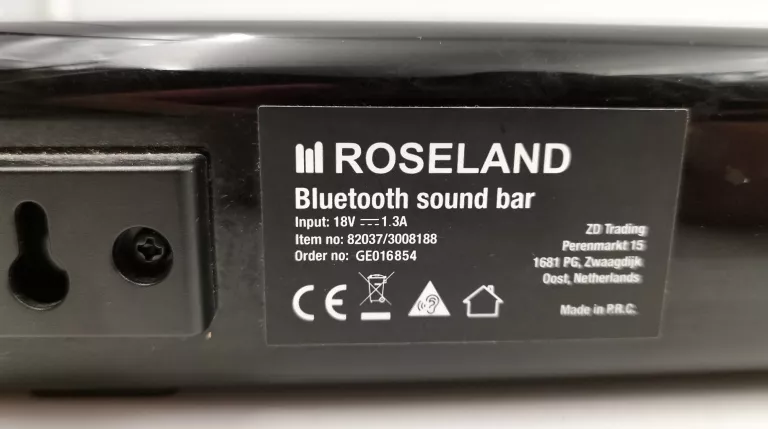 ROSELAND
Bluetooth sound bar
Input: 18V ⎓ 1.3A
Item no: 82037/3008188
Order no: GE016854
ZD Trading
Perenmarkt 15
1681 PG, Zwaagdijk
Oost, Netherlands
CE
Made in P.R.C.